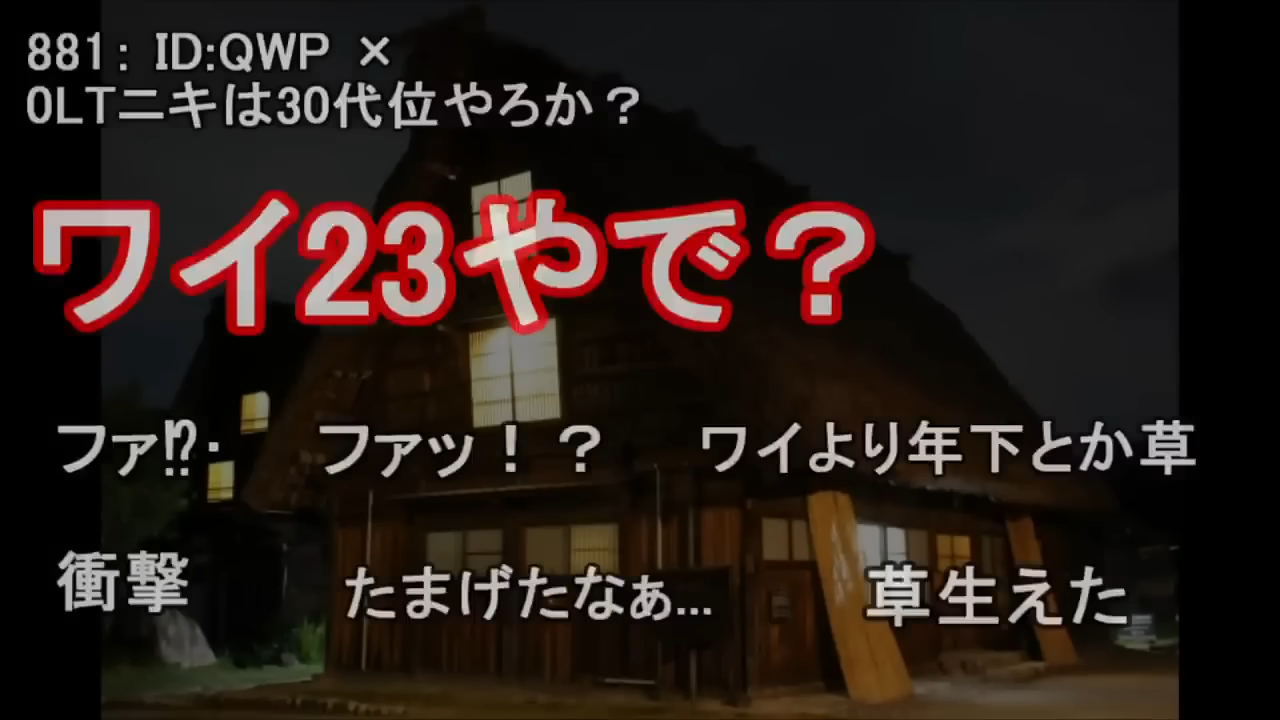 881: ID:QWP ×
OLTニキは30代位やろか？
ワイ23やで？
ファ⁉・ ファッ！？ ワイより年下とか草
衝撃 たまげたなぁ... 草生えた